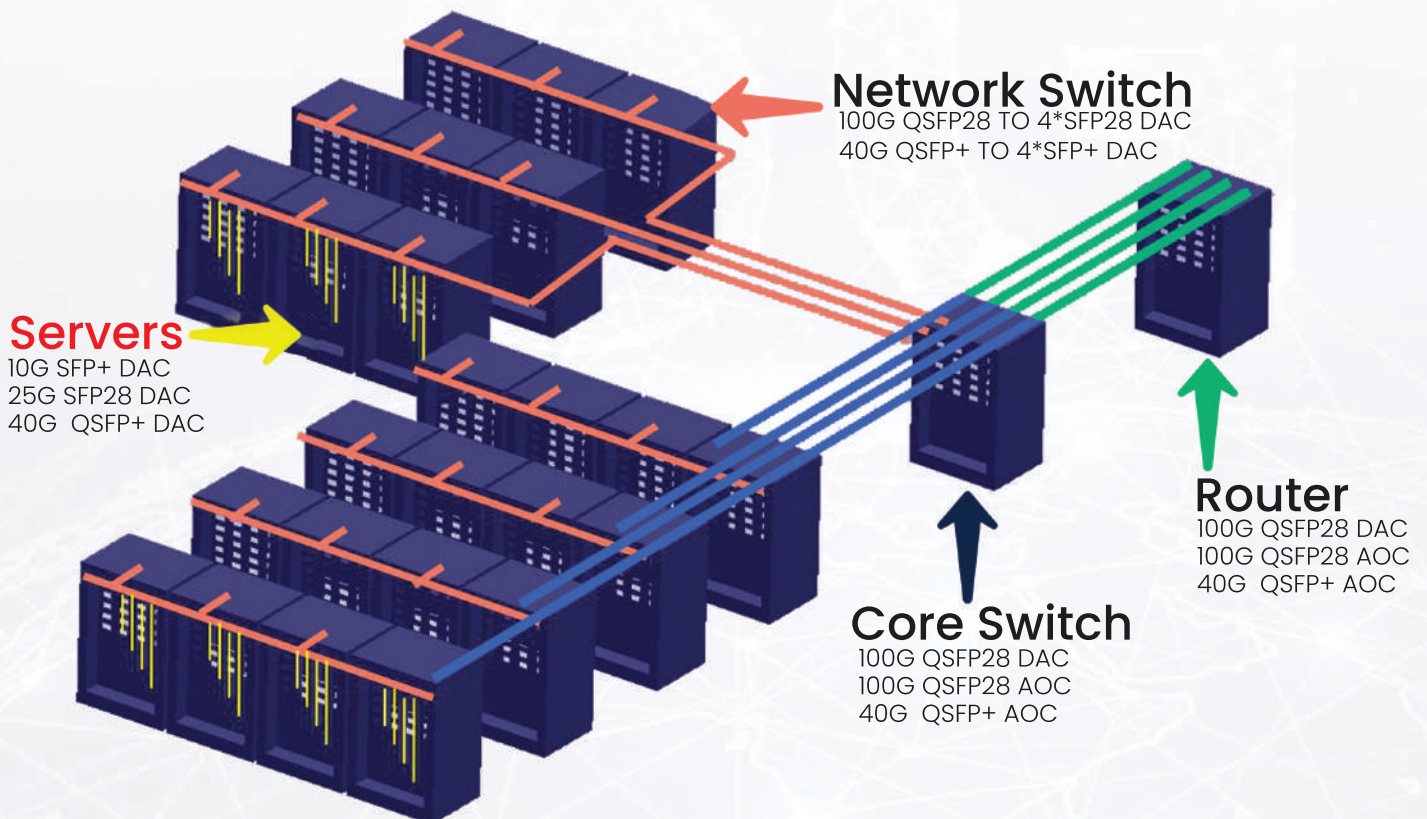 Network Switch
100G QSFP28 TO 4*SFP28 DAC
40G QSFP+ TO 4*SFP+ DAC
Servers
10G SFP+ DAC
25G SFP28 DAC
40G  QSFP+ DAC
Router
100G QSFP28 DAC
100G QSFP28 AOC
40G  QSFP+ AOC
Core Switch
100G QSFP28 DAC
100G QSFP28 AOC
40G  QSFP+ AOC